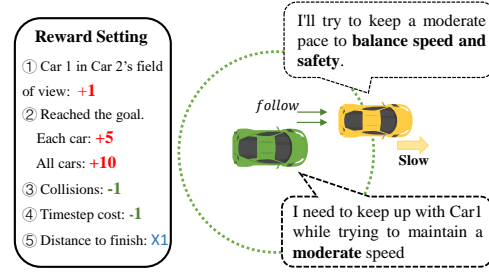 Reward Setting
① Car 1 in Car 2's field
of view: +1
② Reached the goal.
Each car: +5
All cars: +10
③ Collisions: -1
④ Timestep cost: -1
⑤ Distance to finish: X1
I'll try to keep a moderate
pace to balance speed and
safety.
follow
Slow
I need to keep up with Car1
while trying to maintain a
moderate speed